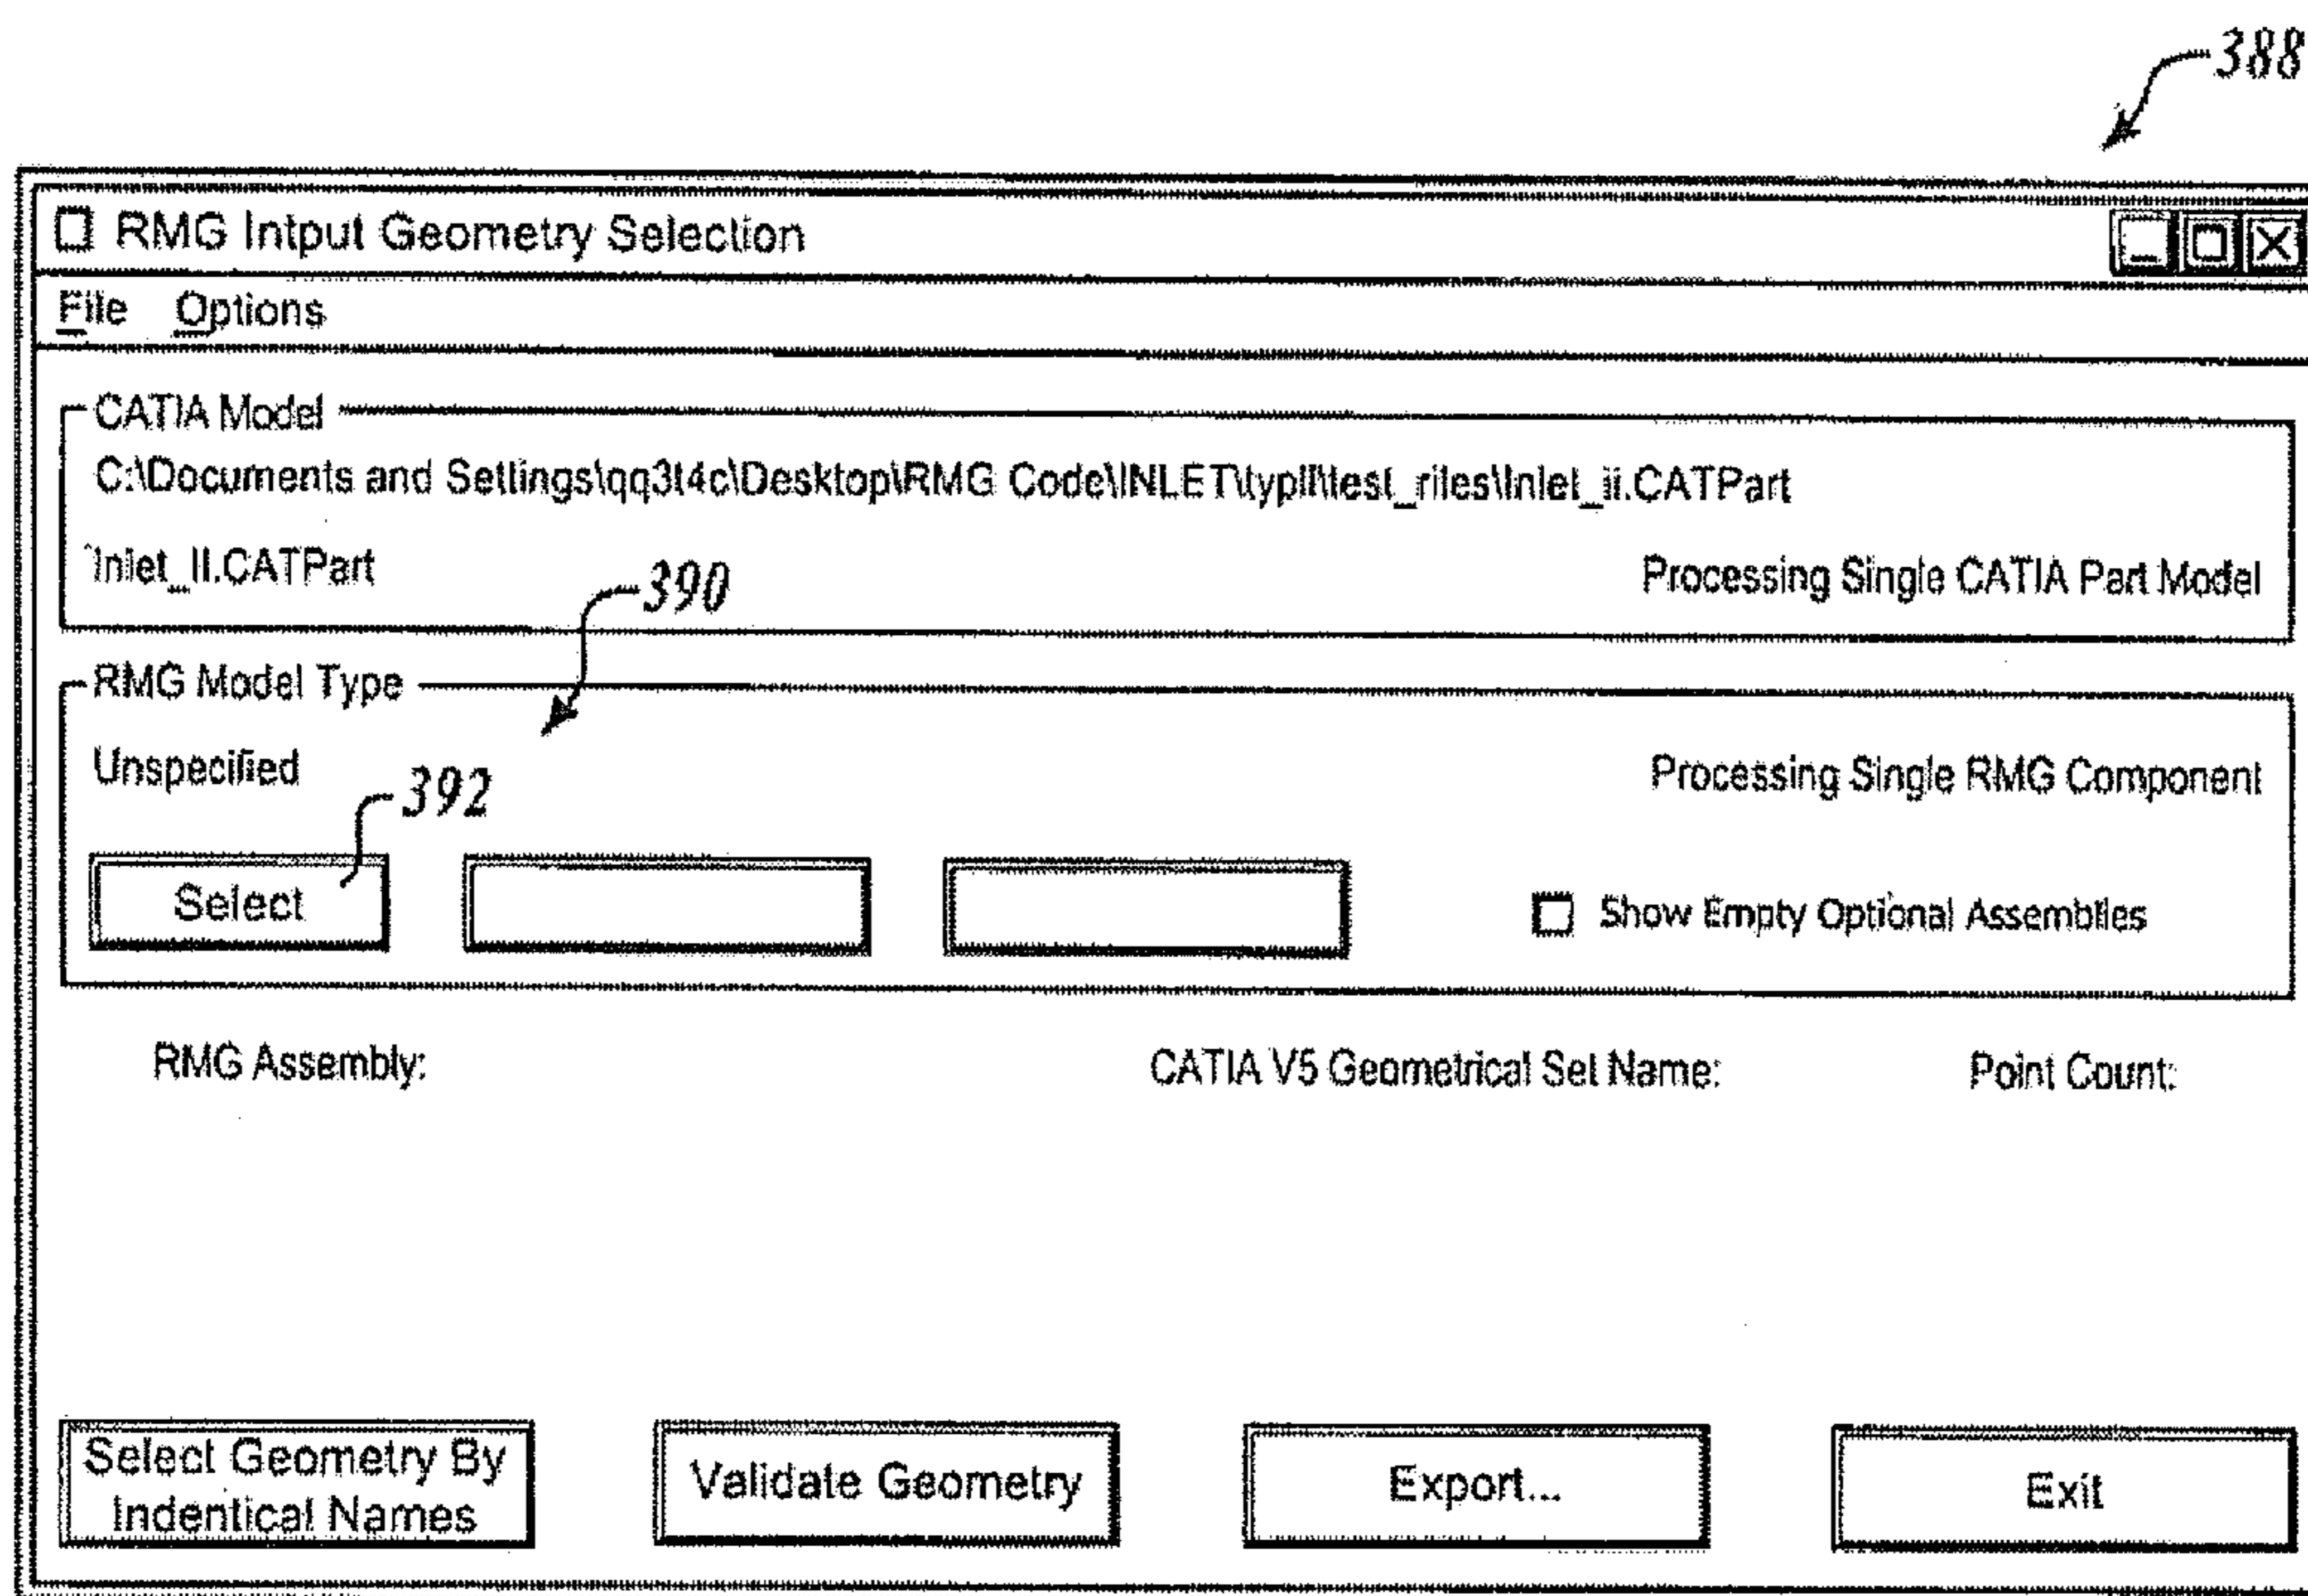 388
RMG Intput Geometry Selection
File Options
CATIA Model
C:\Documents and Settings\qq3t4c\Desktop\RMG Code\INLET\typII\test_riles\Inlet_ii.CATPart
Inlet_II.CATPart
Processing Single CATIA Part Model
390
RMG Model Type
Unspecified
Processing Single RMG Component
392
Select
Show Empty Optional Assemblies
RMG Assembly: CATIA V5 Geometrical Set Name: Point Count:
Select Geometry By
Indentical Names
Validate Geometry
Export...
Exit